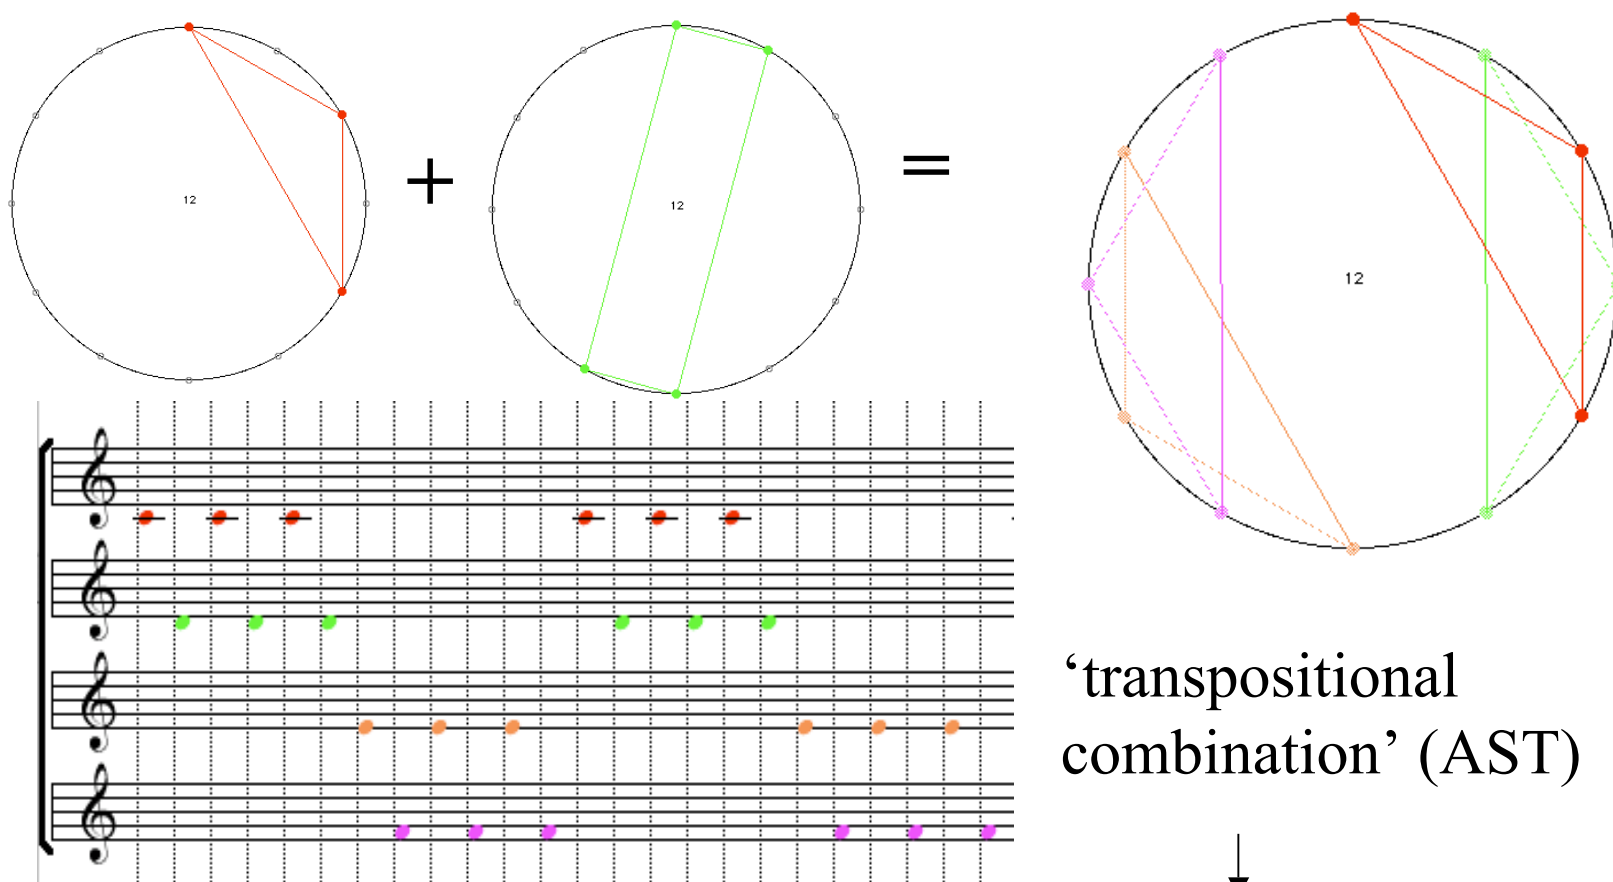 12
+
12
=
12
‘transpositional
combination’ (AST)